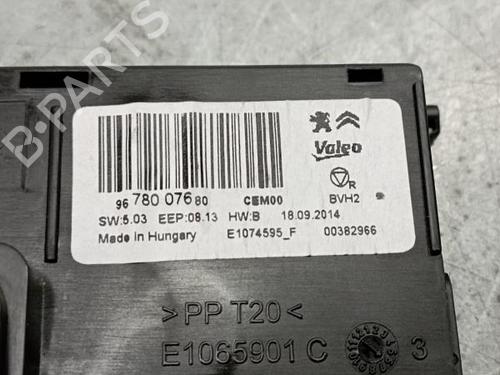 B-PARTS
96 780 076 80
CEM00
Valeo
R
BVH2
SW:5.03 EEP:08.13 HW:B 18.09.2014
Made in Hungary E1074595_F 00382966
>PP T20<
E1065901 C
3